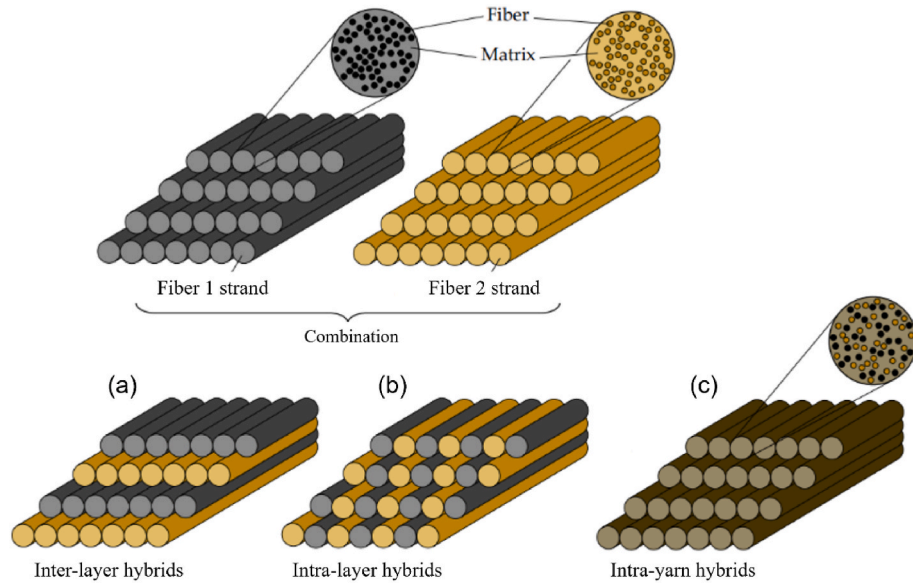 Fiber
Matrix
Fiber 1 strand
Fiber 2 strand
Combination
(a)
(b)
(c)
Inter-layer hybrids
Intra-layer hybrids
Intra-yarn hybrids